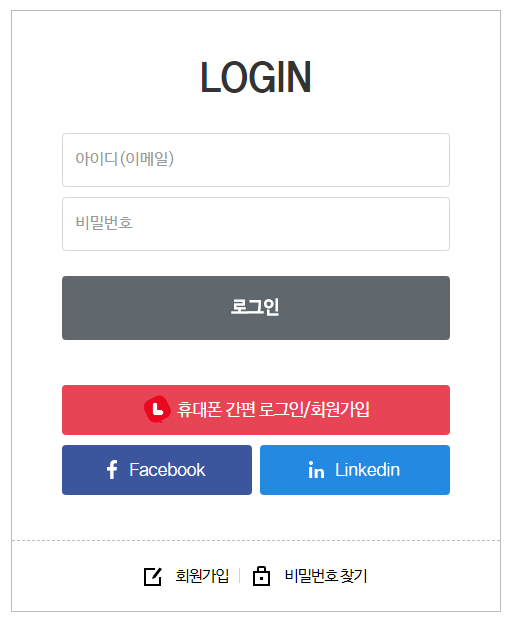 LOGIN
아이디(이메일)
비밀번호
로그인
휴대폰 간편 로그인/회원가입
Facebook Linkedin
회원가입 비밀번호 찾기